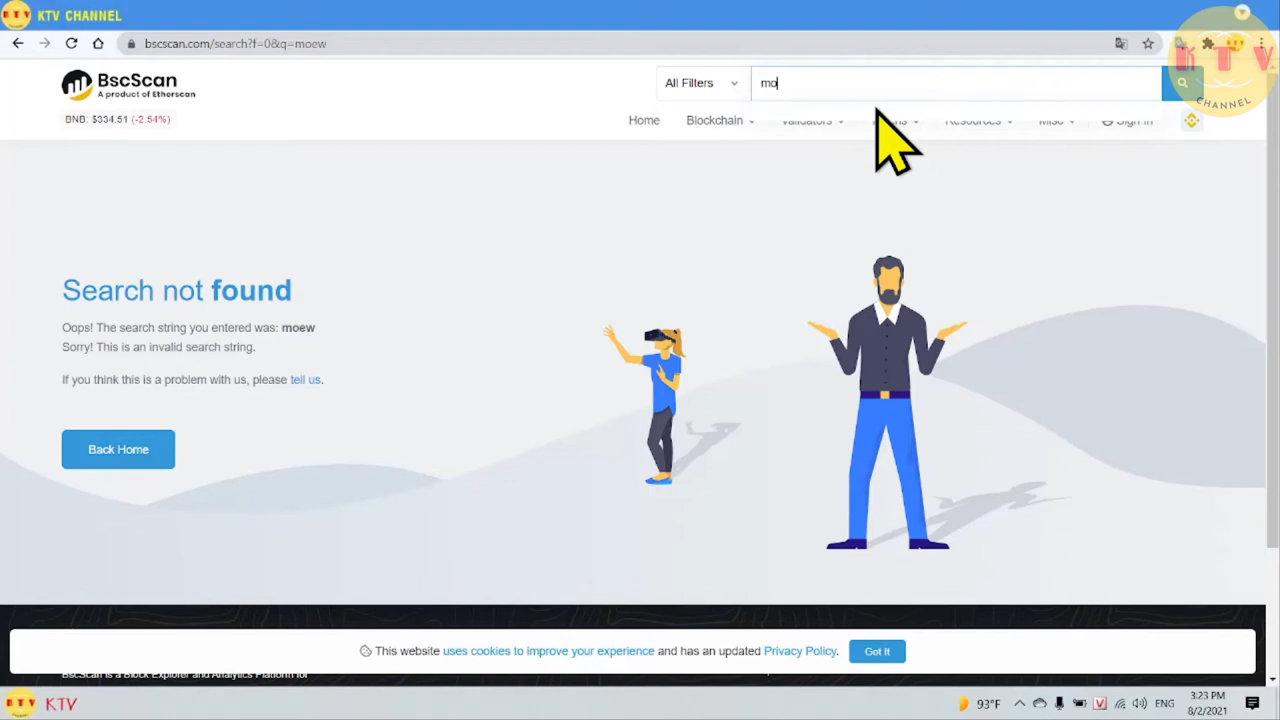 KTV CHANNEL
bscscan.com/search?f=0&q=moew
BscScan
A product of Etherscan
All Filters
mo
BNB: $334.51 (-2.54%)
Home
Blockchain
Validators
Resources
Misc
Sign In
KTV
CHANNEL
Search not found
Oops! The search string you entered was: moew
Sorry! This is an invalid search string.
If you think this is a problem with us, please tell us.
Back Home
This website uses cookies to improve your experience and has an updated Privacy Policy.
Got It
BscScan is a Block Explorer and Analytics Platform for
KTV
KTV
93°F
V
ENG
3:23 PM
8/2/2021